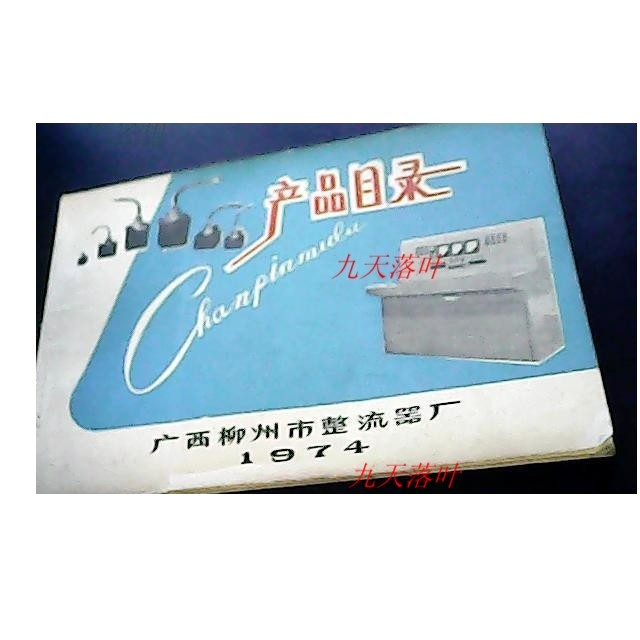 产品目录
Chanpinmulu
九天落叶
广西柳州市整流器厂
1974
九天落叶